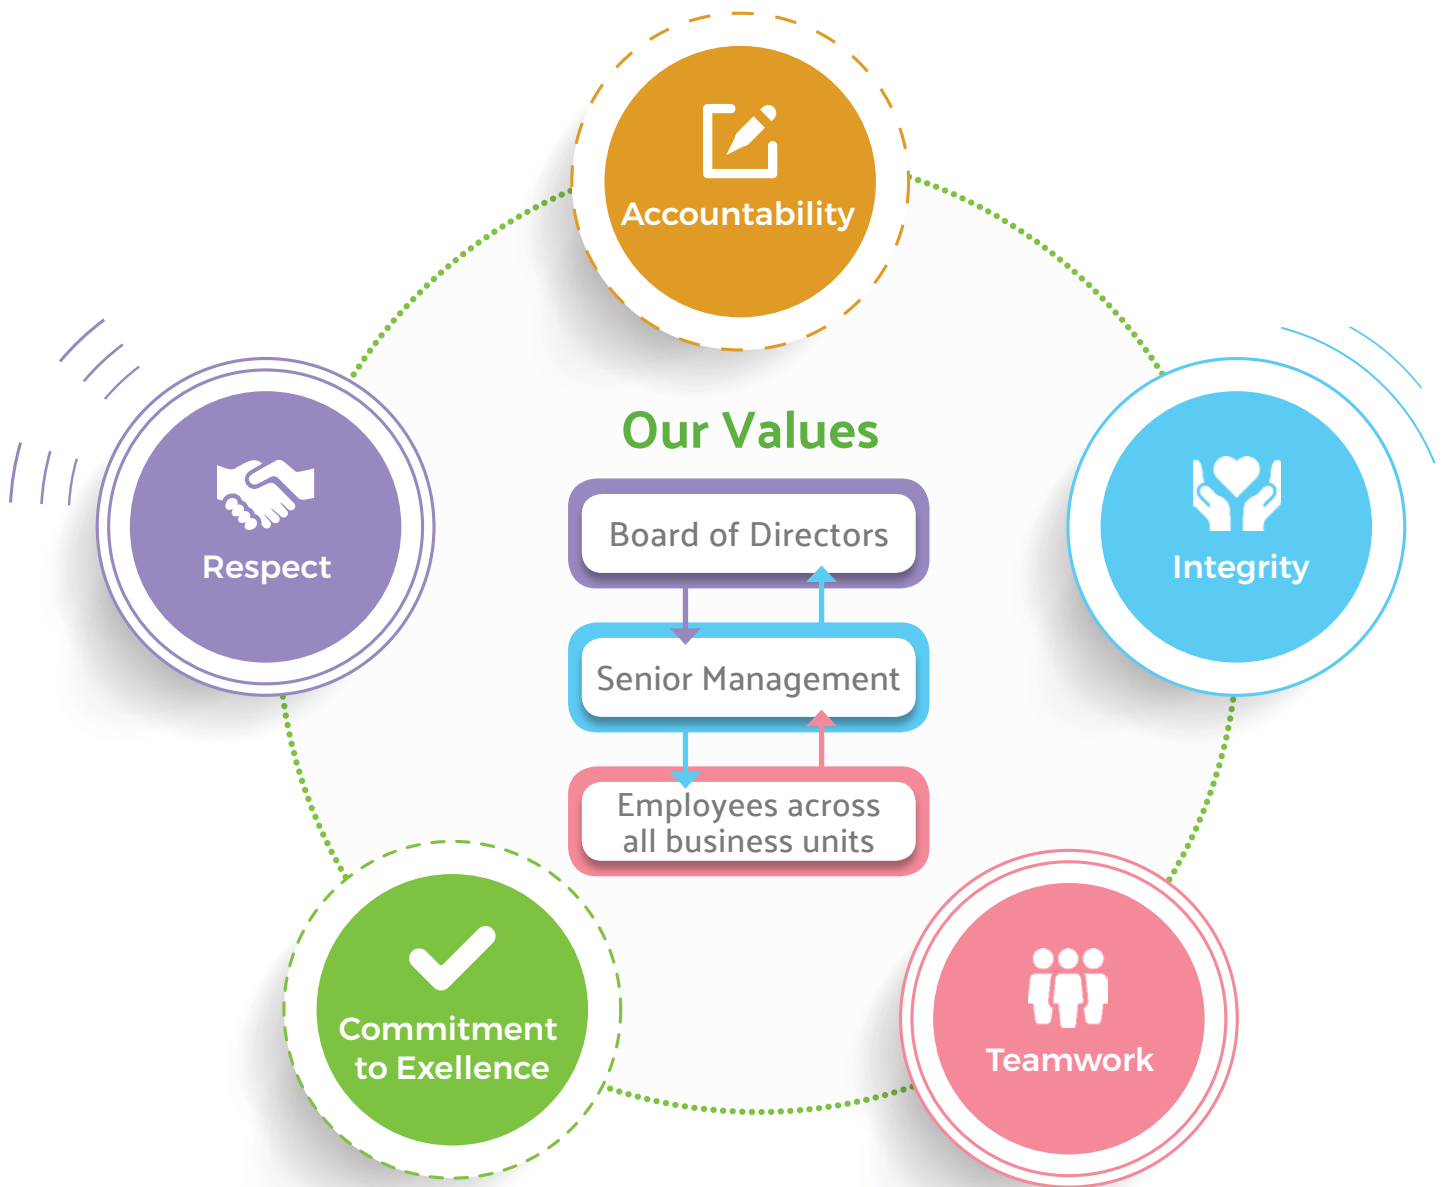 Accountability
Our Values
Respect
Integrity
Board of Directors
Senior Management
Employees across
all business units
Commitment
to Exellence
Teamwork